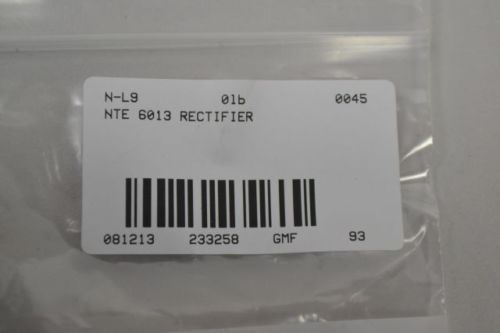 N-L9 01b 0045
NTE 6013 RECTIFIER
081213 233258 GMF 93